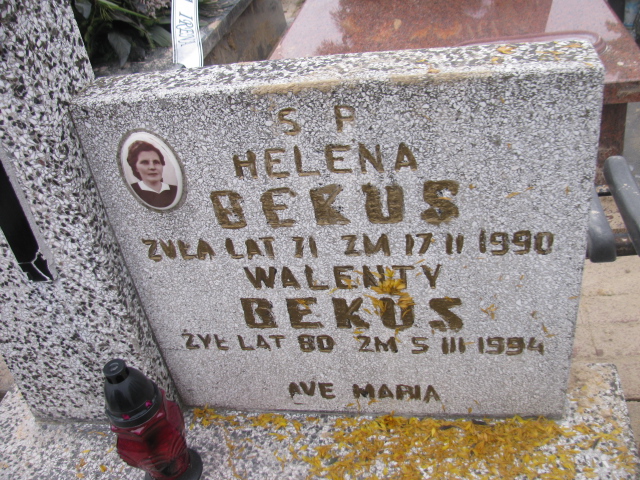 S P.
HELENA
BEKUS
ŻYŁA LAT 71 ZM 17 II 1990
WALENTY
BEKUS
ŻYŁ LAT 80 ZM 5 III 1994
AVE MARIA